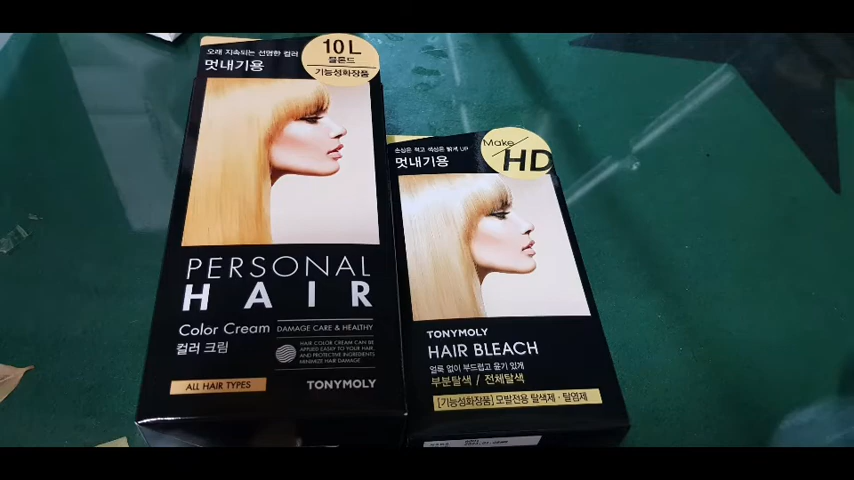 오래 지속되는 선명한 컬러
멋내기용
10 L
블론드
기능성화장품
PERSONAL
HAIR
Color Cream
컬러 크림
DAMAGE CARE & HEALTHY
HAIR COLOR CREAM CAN BE
APPLIED EASILY TO YOUR HAIR,
AND PROTECTIVE INGREDIENTS
MINIMIZE HAIR DAMAGE.
ALL HAIR TYPES
TONYMOLY
손상은 적고 색상은 밝게 UP
멋내기용
Make
HD
TONYMOLY
HAIR BLEACH
얼룩 없이 부드럽고 윤기 있게
부분탈색 / 전체탈색
[기능성화장품] 모발전용 탈색제 · 탈염제